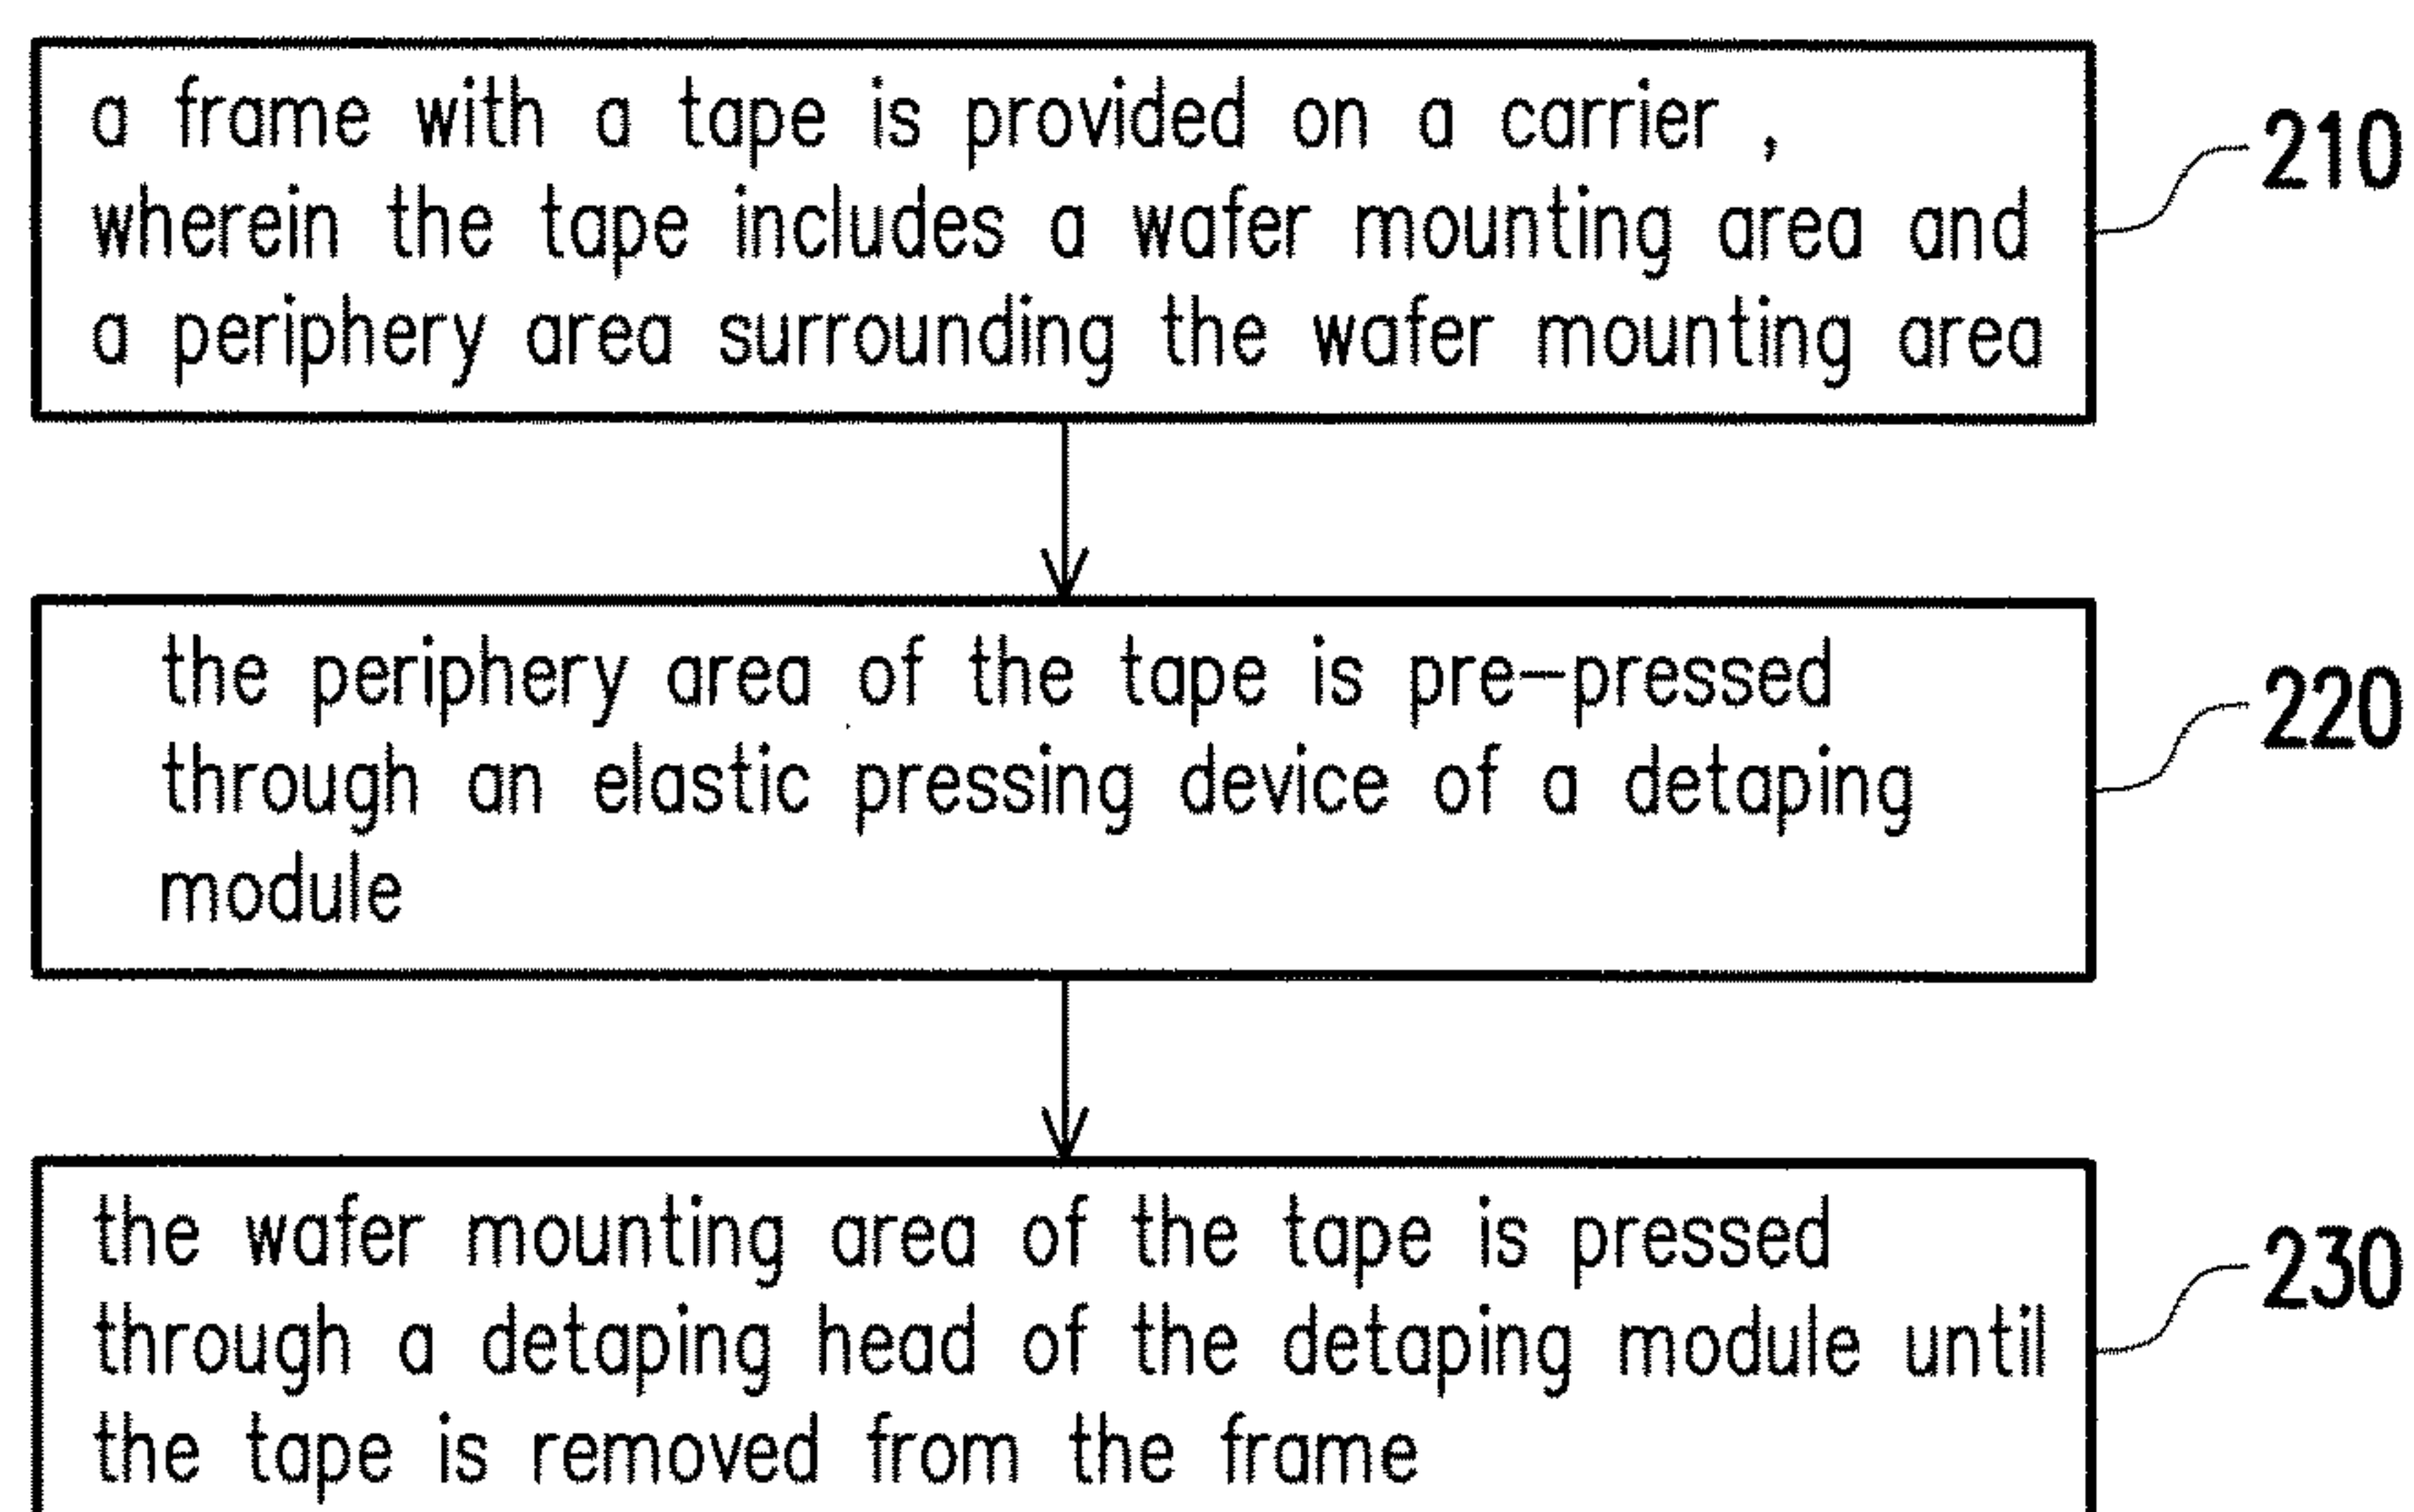 a frame with a tape is provided on a carrier ,
wherein the tape includes a wafer mounting area and
a periphery area surrounding the wafer mounting area
210
the periphery area of the tape is pre-pressed
through an elastic pressing device of a detaping
module
220
the wafer mounting area of the tape is pressed
through a detaping head of the detaping module until
the tape is removed from the frame
230